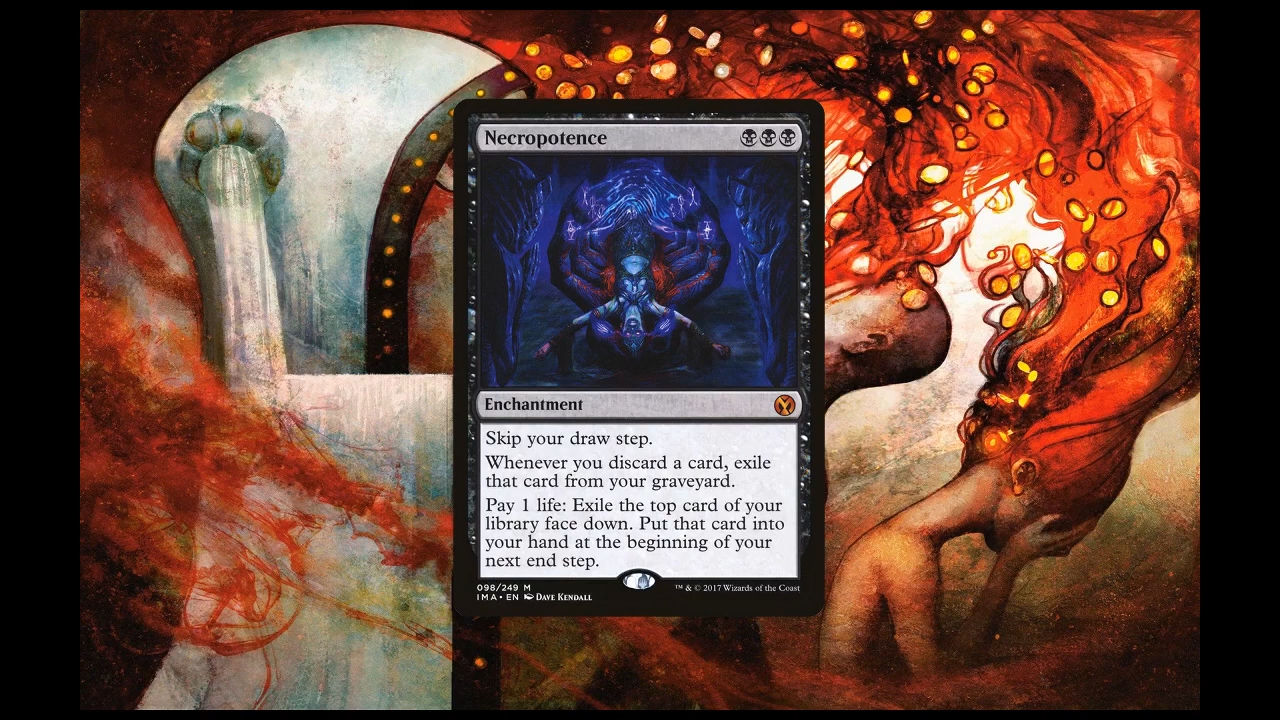 Necropotence
Enchantment
Skip your draw step.
Whenever you discard a card, exile
that card from your graveyard.
Pay 1 life: Exile the top card of your
library face down. Put that card into
your hand at the beginning of your
next end step.
098/249 M
IMA • EN Dave Kendall
™ & © 2017 Wizards of the Coast